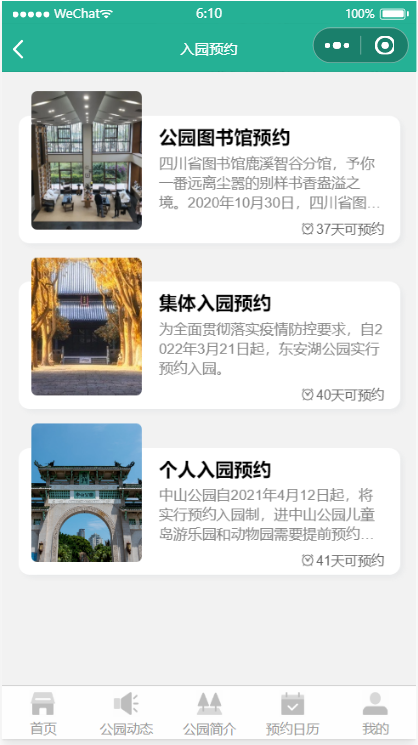 WeChat 6:10 100%
入园预约
公园图书馆预约
四川省图书馆鹿溪智谷分馆，予你
一番远离尘嚣的别样书香盎溢之
境。2020年10月30日，四川省图…
37天可预约
集体入园预约
为全面贯彻落实疫情防控要求，自2
022年3月21日起，东安湖公园实行
预约入园。
40天可预约
个人入园预约
中山公园自2021年4月12日起，将
实行预约入园制，进中山公园儿童
岛游乐园和动物园需要提前预约…
41天可预约
首页 公园动态 公园简介 预约日历 我的